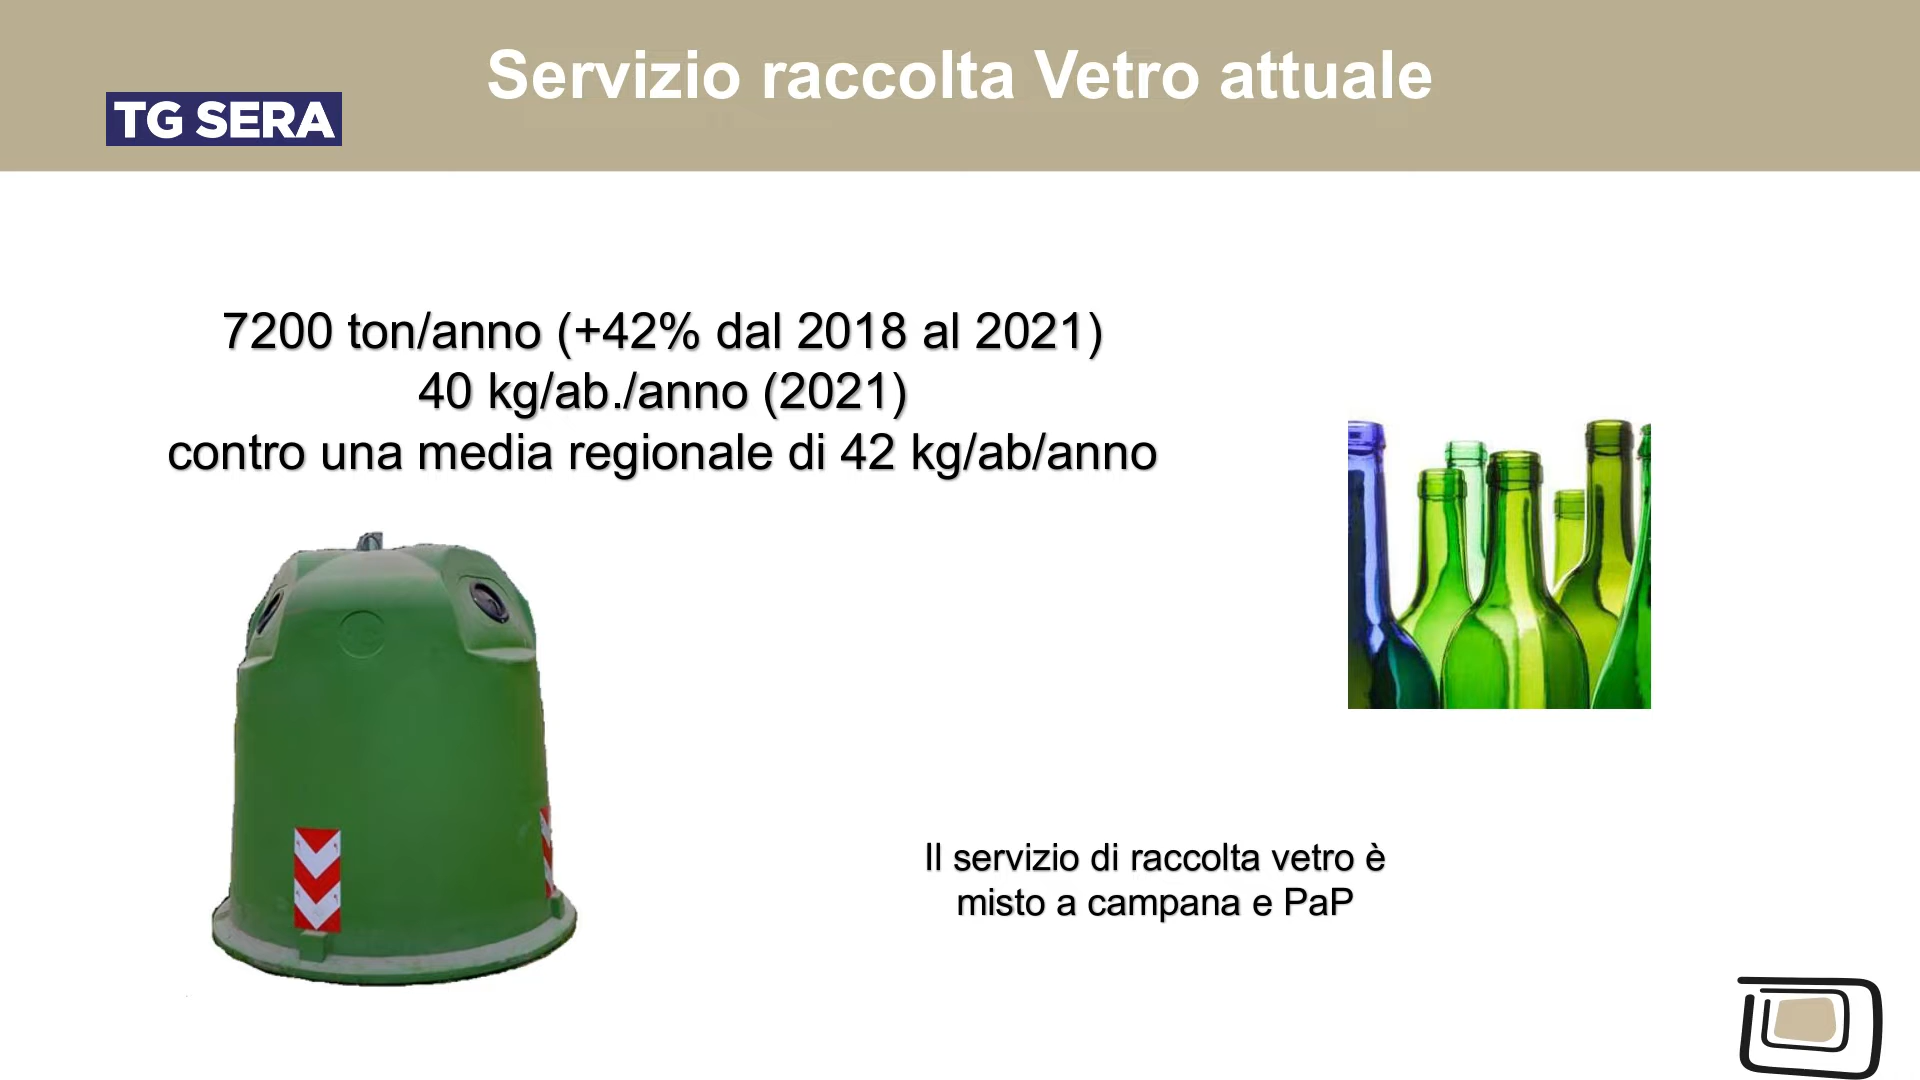 Servizio raccolta Vetro attuale
TG SERA
7200 ton/anno (+42% dal 2018 al 2021)
40 kg/ab./anno (2021)
contro una media regionale di 42 kg/ab/anno
Il servizio di raccolta vetro è
misto a campana e PaP